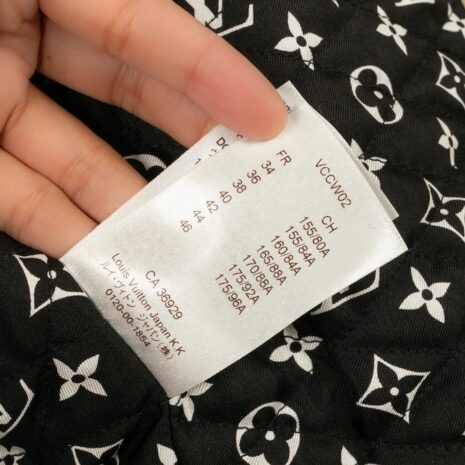 VCCW02
FR CH
34 155/80A
36 155/84A
38 160/84A
40 165/88A
42 170/88A
44 175/92A
46 175/96A
CA 36929
Louis Vuitton Japan K.K
ルイ・ヴィトン ジャパン(株)
0120-00-1854